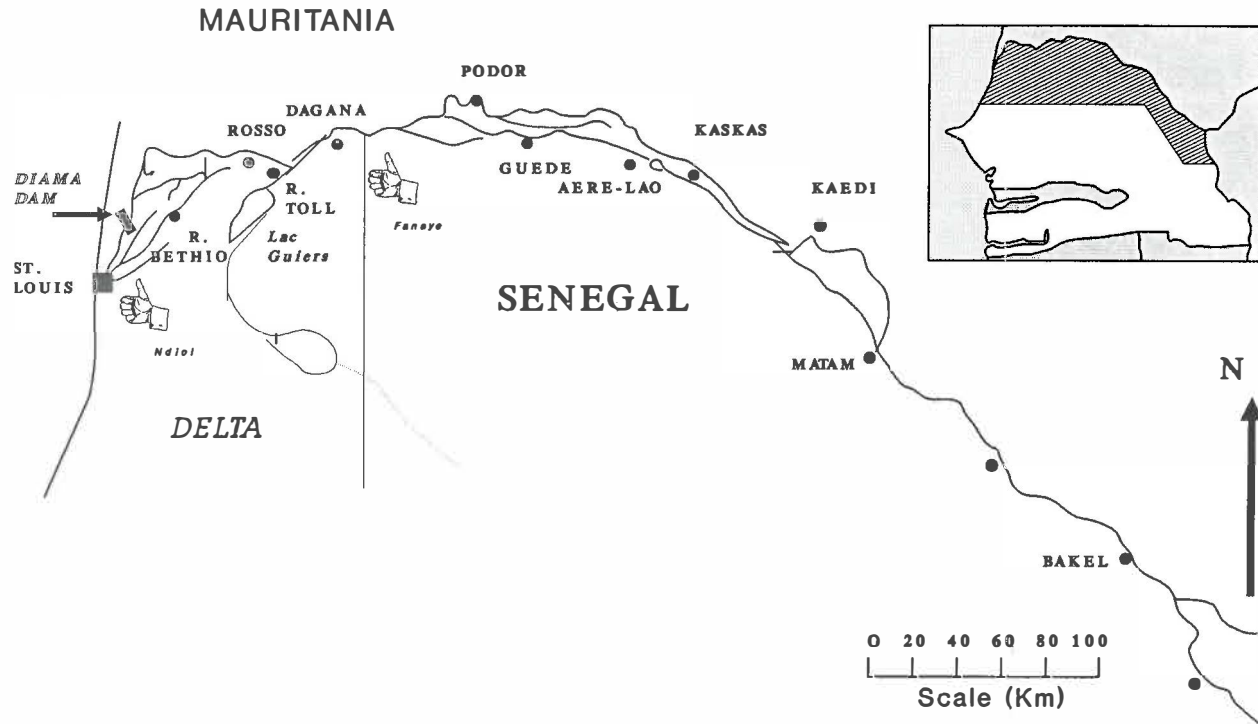 MAURITANIA
PODOR
DAGANA
ROSSO
KASKAS
DIAMA
DAM
GUEDE
AERE-LAO
KAEDI
R.
TOLL
Fanaye
R.
BETHIO
Lac
Guiers
ST.
LOUIS
SENEGAL
Ndiol
MATAM
N
DELTA
BAKEL
0 20 40 60 80 100
Scale (Km)